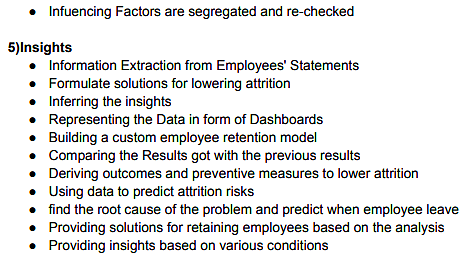 ● Infuencing Factors are segregated and re-checked
5)Insights
● Information Extraction from Employees' Statements
● Formulate solutions for lowering attrition
● Inferring the insights
● Representing the Data in form of Dashboards
● Building a custom employee retention model
● Comparing the Results got with the previous results
● Deriving outcomes and preventive measures to lower attrition
● Using data to predict attrition risks
● find the root cause of the problem and predict when employee leave
● Providing solutions for retaining employees based on the analysis
● Providing insights based on various conditions